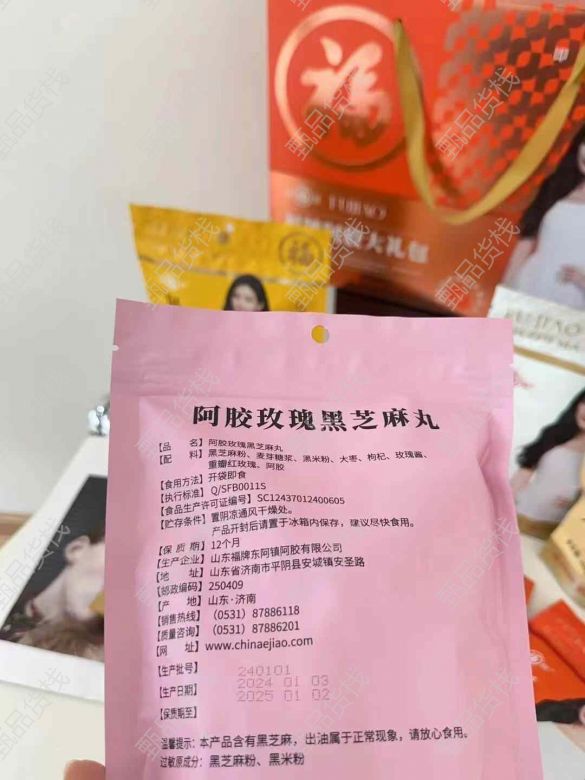 福
FUJIAO
大礼包
福
阿胶玫瑰黑芝麻丸
【品　　名】阿胶玫瑰黑芝麻丸
【配　　料】黑芝麻粉、麦芽糖浆、黑米粉、大枣、枸杞、玫瑰酱、
重瓣红玫瑰、阿胶
【食用方法】开袋即食
【执行标准】Q/SFB0011S
【食品生产许可证编号】SC12437012400605
【贮存条件】置阴凉通风干燥处。
产品开封后请置于冰箱内保存，建议尽快食用。
【保 质 期】12个月
【生产企业】山东福牌东阿镇阿胶有限公司
【地　　址】山东省济南市平阴县安城镇安圣路
【邮政编码】250409
【产　　地】山东·济南
【销售热线】（0531）87886118
【质量咨询】（0531）87886201
【网　　址】www.chinaejiao.com
【生产批号】240101
【生产日期】2024 01 03
【保质期至】2025 01 02
温馨提示：本产品含有黑芝麻，出油属于正常现象，请放心食用。
过敏原成分：黑芝麻粉、黑米粉
甄品货栈